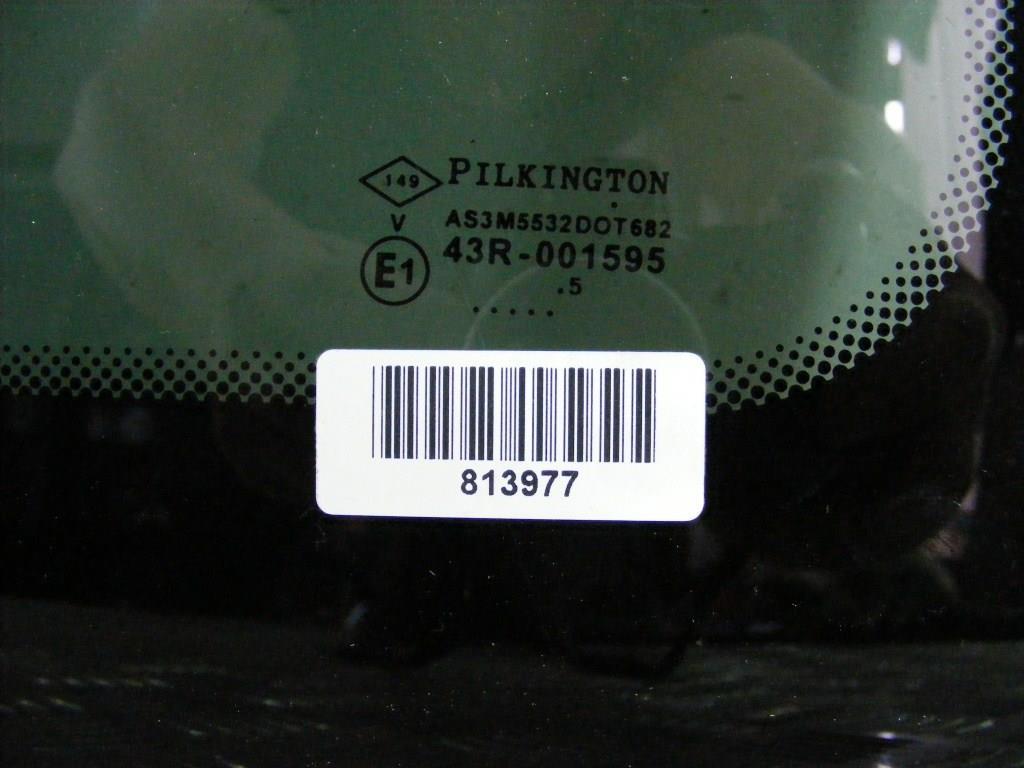 149 PILKINGTON
V AS3M5532DOT682
E1 43R-001595
.5
.....
813977